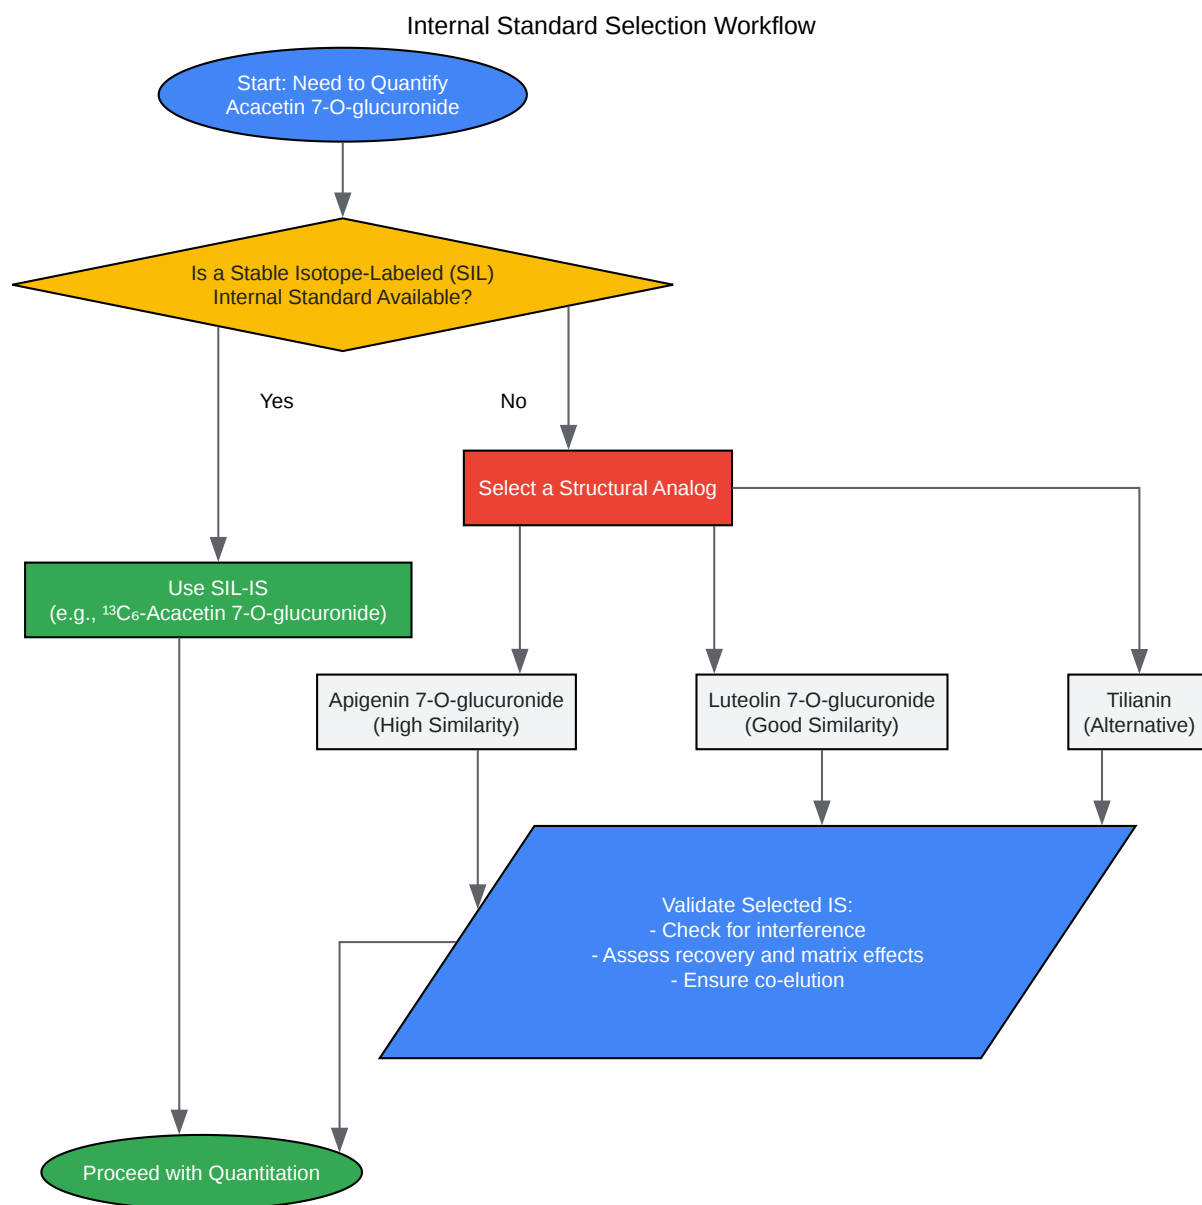 Internal Standard Selection Workflow
Start: Need to Quantify
Acacetin 7-O-glucuronide
Is a Stable Isotope-Labeled (SIL)
Internal Standard Available?
Yes
No
Select a Structural Analog
Use SIL-IS
(e.g., ¹³C₆-Acacetin 7-O-glucuronide)
Apigenin 7-O-glucuronide
(High Similarity)
Luteolin 7-O-glucuronide
(Good Similarity)
Tilianin
(Alternative)
Validate Selected IS:
- Check for interference
- Assess recovery and matrix effects
- Ensure co-elution
Proceed with Quantitation